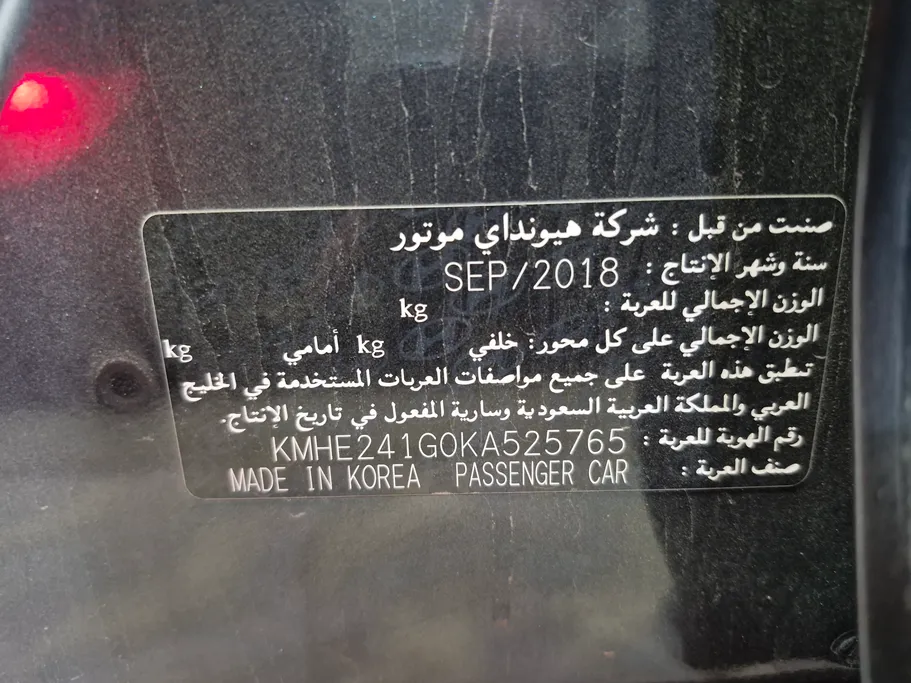 صنعت من قبل : شركة هيونداي موتور
سنة وشهر الإنتاج : SEP/2018
الوزن الإجمالي للعربة : kg
الوزن الإجمالي على كل محور: خلفي kg أمامي kg
تطبق هذه العربة على جميع مواصفات العربات المستخدمة في الخليج
العربي والمملكة العربية السعودية وسارية المفعول في تاريخ الإنتاج.
رقم الهوية للعربة : KMHE241G0KA525765
صنف العربة : PASSENGER CAR MADE IN KOREA